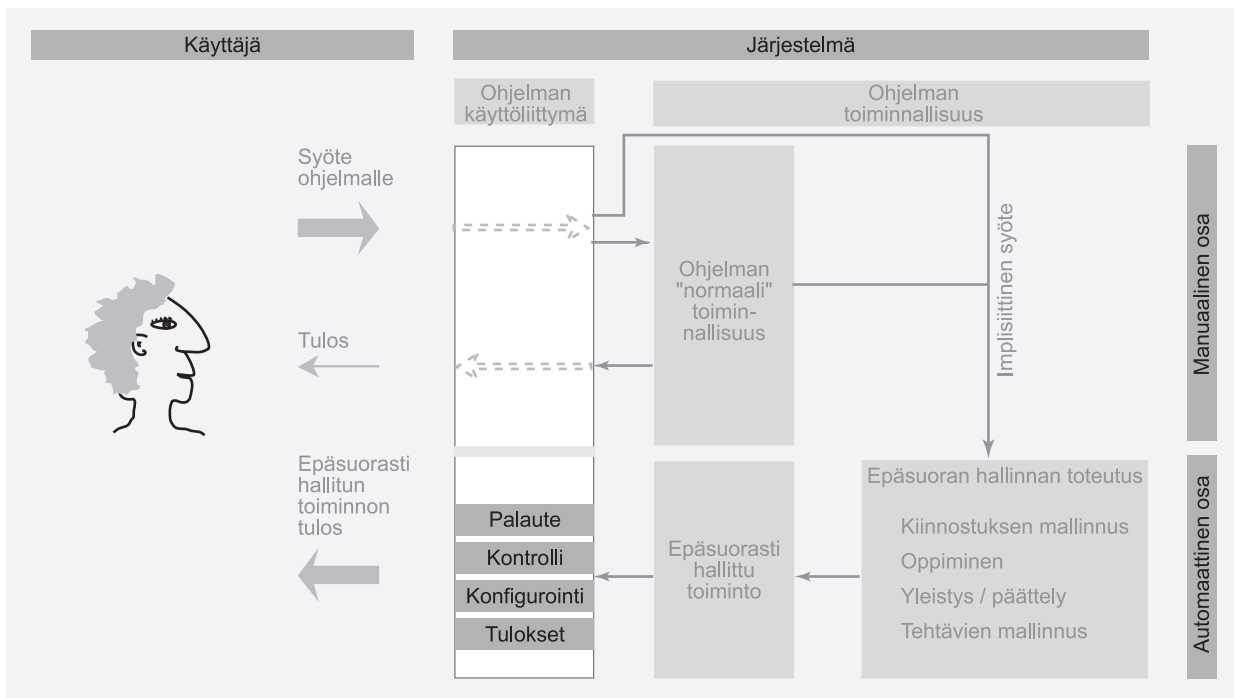 Käyttäjä
Järjestelmä
Ohjelman
käyttöliittymä
Ohjelman
toiminnallisuus
Syöte
ohjelmalle
Ohjelman
"normaali"
toimin-
nallisuus
Implisiittinen syöte
Manuaalinen osa
Tulos
Epäsuorasti
hallitun
toiminnon
tulos
Palaute
Kontrolli
Konfigurointi
Tulokset
Epäsuorasti
hallittu
toiminto
Epäsuoran hallinnan toteutus
Kiinnostuksen mallinnus
Oppiminen
Yleistys / päättely
Tehtävien mallinnus
Automaattinen osa